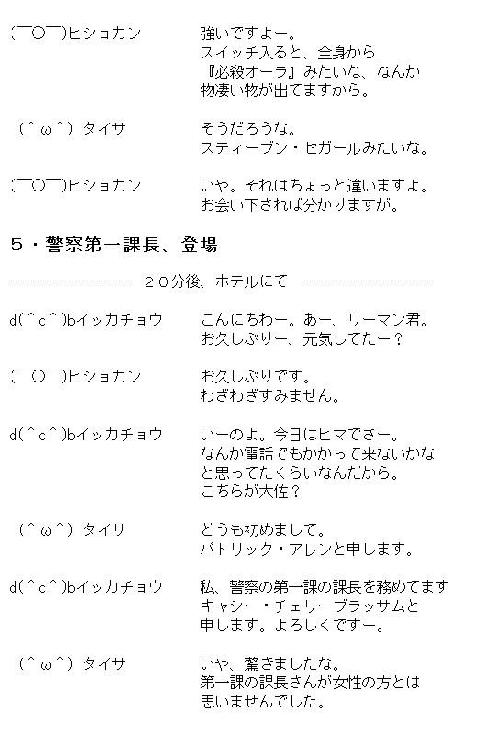 (￣○￣)ヒショカン　強いですよー。
スイッチ入ると、全身から
『必殺オーラ』みたいな、なんか
物凄い物が出てますから。
（＾ω＾）タイサ　そうだろうな。
スティーブン・セガールみたいな。
(￣○￣)ヒショカン　いや。それはちょっと違いますよ。
お会い下されば分かりますが。
５・警察第一課長、登場
２０分後、ホテルにて
d(＾c＾)bイッカチョウ　こんにちわー。あー、リーマン君。
お久しぶりー、元気してたー？
(￣○￣)ヒショカン　お久しぶりです。
わざわざすみません。
d(＾c＾)bイッカチョウ　いーのよ。今日はヒマでさー。
なんか電話でもかかって来ないかな
と思ってたくらいなんだから。
こちらが大佐？
（＾ω＾）タイサ　どうも初めまして。
パトリック・アレンと申します。
d(＾c＾)bイッカチョウ　私、警察の第一課の課長を務めてます
キャシー・チェリーブラッサムと
申します。よろしくですー。
（＾ω＾）タイサ　いや、驚きましたな。
第一課の課長さんが女性の方とは
思いませんでした。